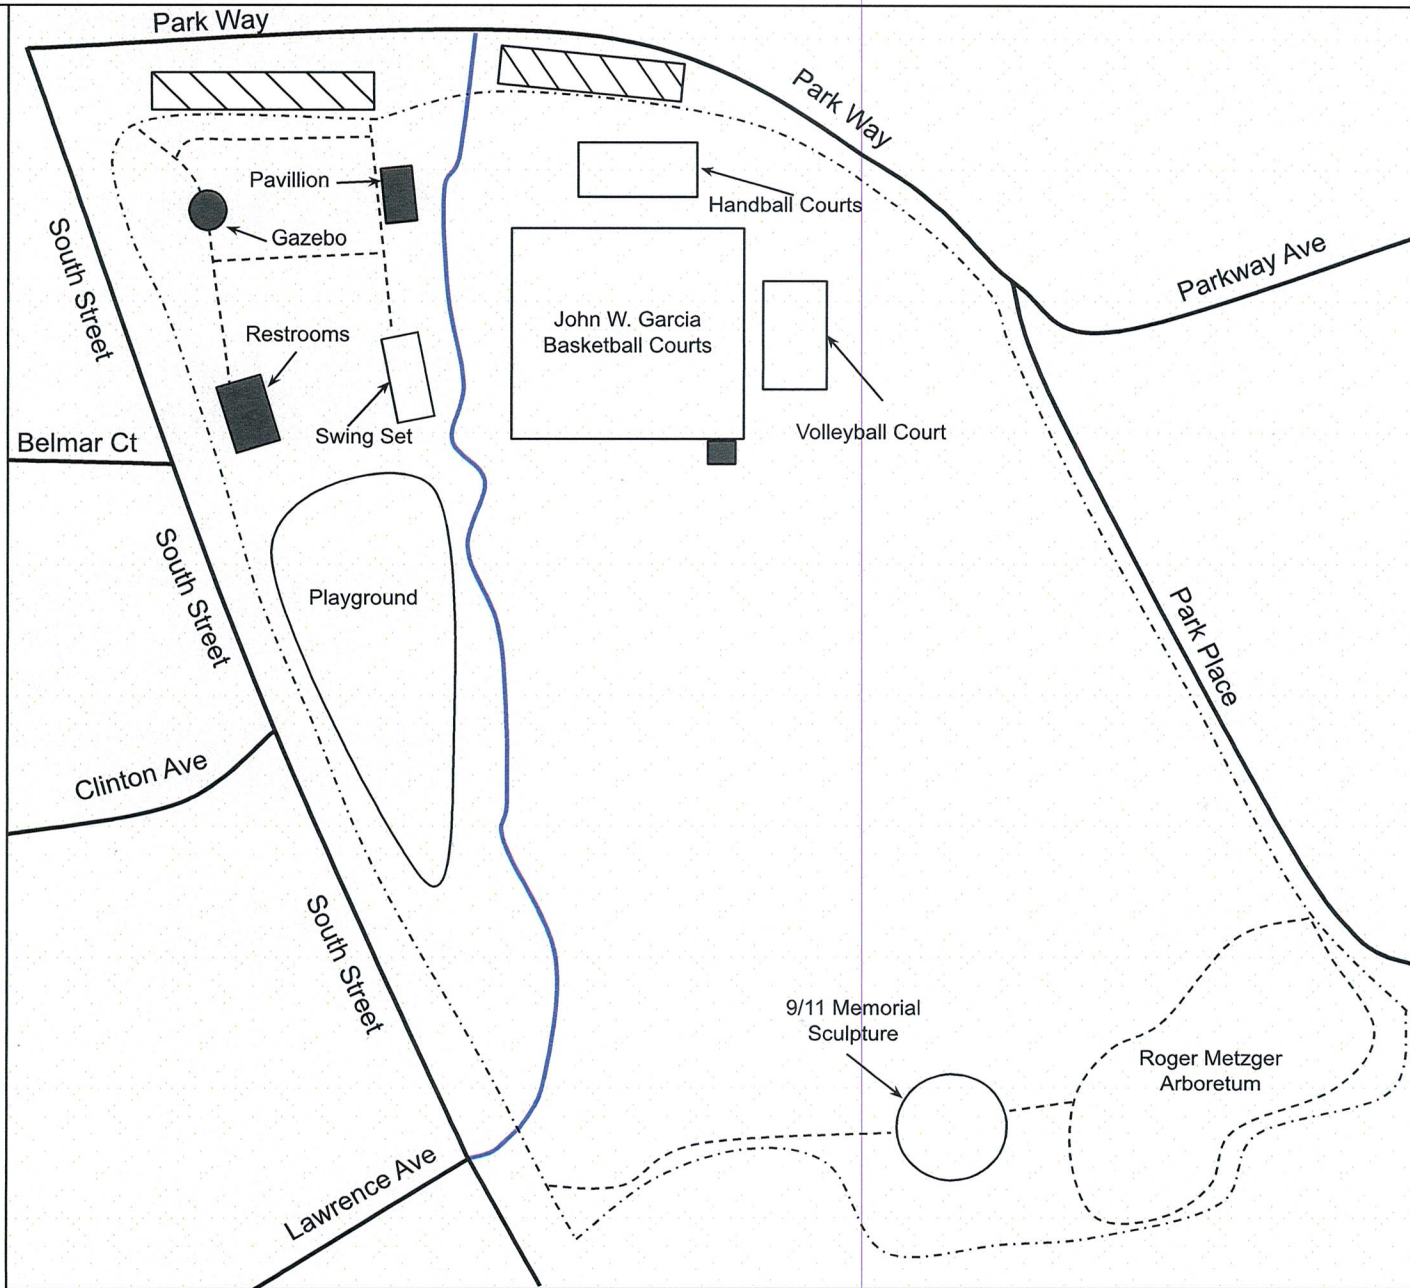 Park Way
Park Way
Pavillion
Handball Courts
Gazebo
South Street
Parkway Ave
John W. Garcia
Basketball Courts
Restrooms
Volleyball Court
Swing Set
Belmar Ct
South Street
Playground
Park Place
Clinton Ave
South Street
9/11 Memorial
Sculpture
Roger Metzger
Arboretum
Lawrence Ave